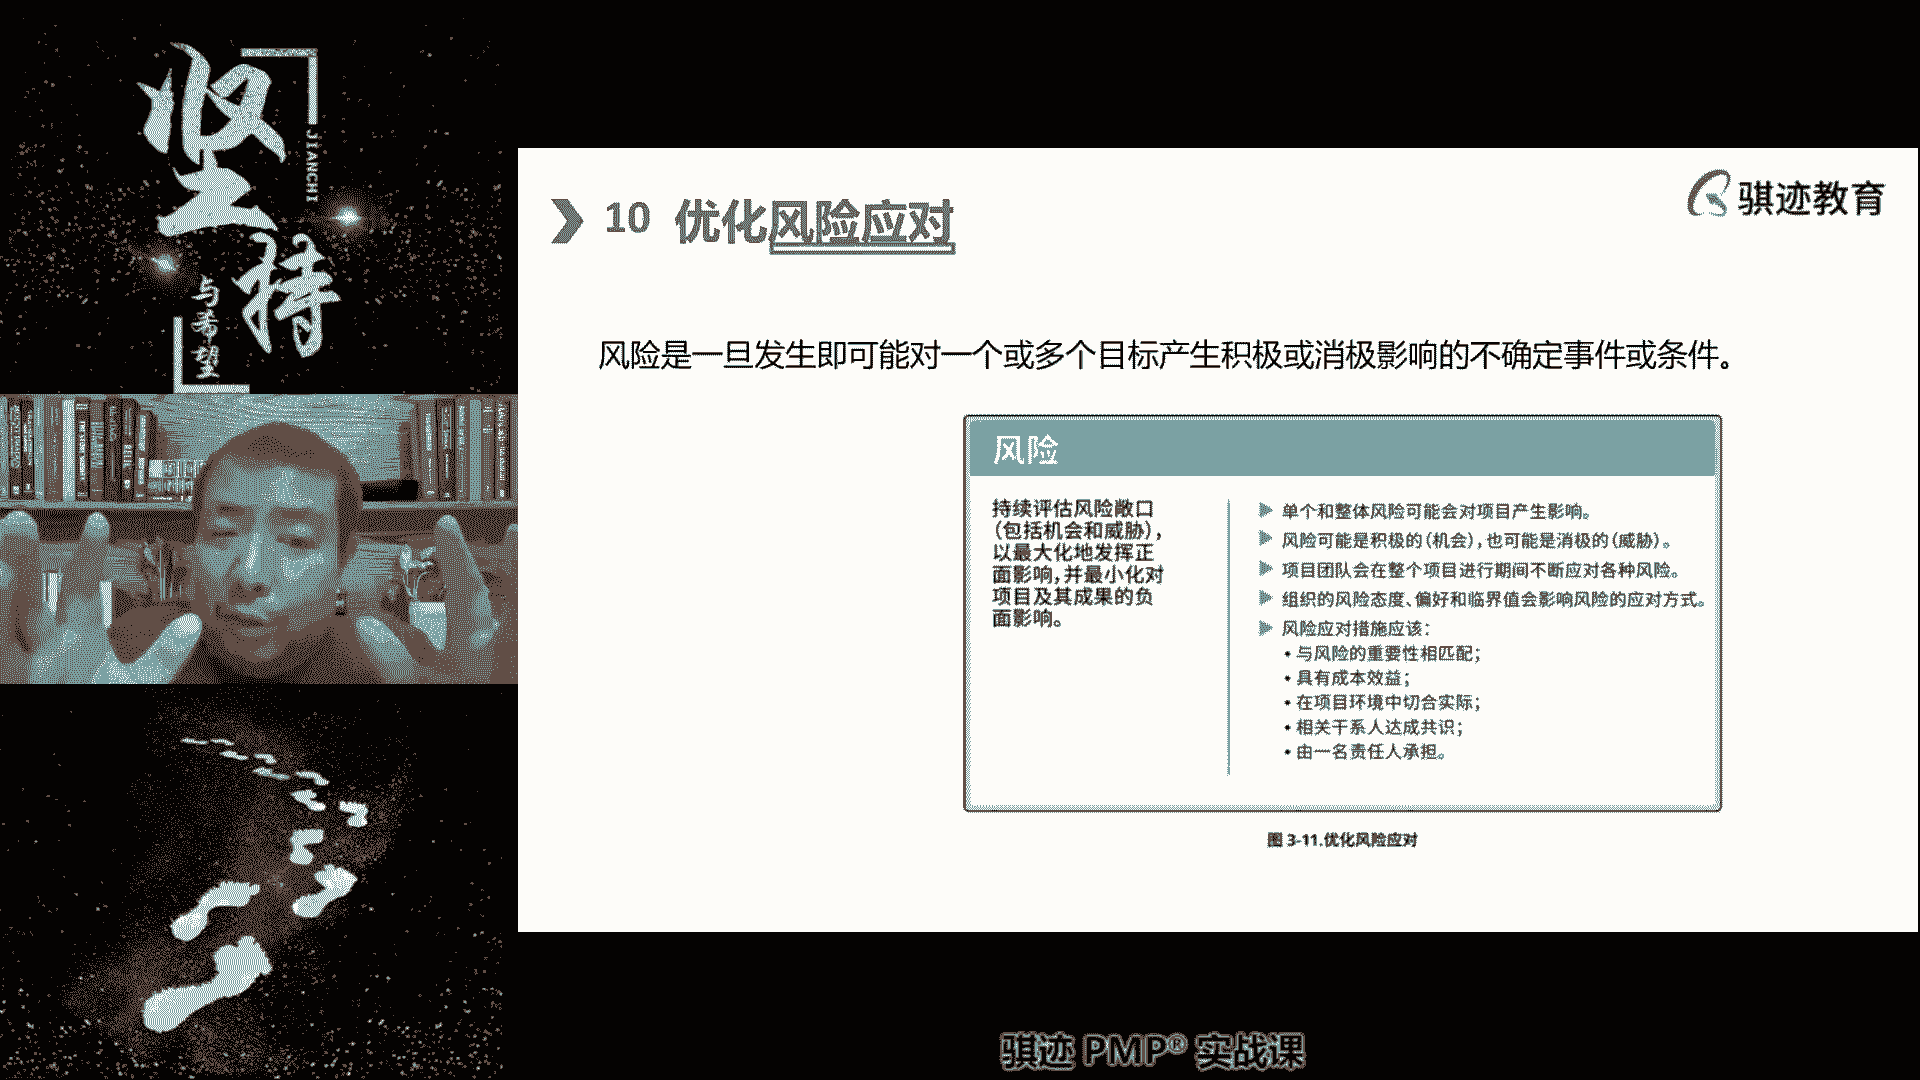 坚持
JIANCHI
与希望
骐迹教育
10 优化风险应对
风险是一旦发生即可能对一个或多个目标产生积极或消极影响的不确定事件或条件。
风险
持续评估风险敞口
（包括机会和威胁），
以最大化地发挥正
面影响，并最小化对
项目及其成果的负
面影响。
单个和整体风险可能会对项目产生影响。
风险可能是积极的（机会），也可能是消极的（威胁）。
项目团队会在整个项目进行期间不断应对各种风险。
组织的风险态度、偏好和临界值会影响风险的应对方式。
风险应对措施应该：
• 与风险的重要性相匹配；
• 具有成本效益；
• 在项目环境中切合实际；
• 相关干系人达成共识；
• 由一名责任人承担。
图 3-11.优化风险应对
骐迹 PMP® 实战课